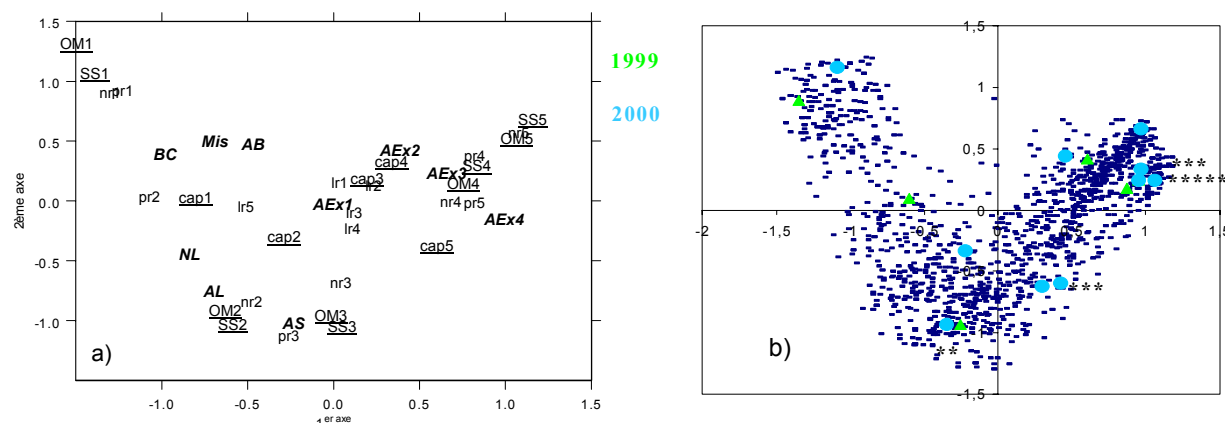 1.5
OM1
1.0
SS1
nr1 pr1
0.5
Mis
AB
BC
AEx2
cap4
SS5
nr5
OM5
pr4
SS4
AEx3
OM4
lr1
cap3
lr2
0.0
pr2
cap1
lr5
AEx1
lr3
lr4
nr4
pr5
AEx4
cap2
cap5
-0.5
NL
nr3
AL
nr2
-1.0
OM2
SS2
AS
pr3
OM3
SS3
a)
-1.0
-0.5
0.0
0.5
1.0
1.5
2ème axe
1er axe
1999
2000
1,5
1
0,5
***
*****
0
-2
-1,5
-1
-0,5
0
0,5
1
1,5
-0,5
***
-1
**
-1,5
b)